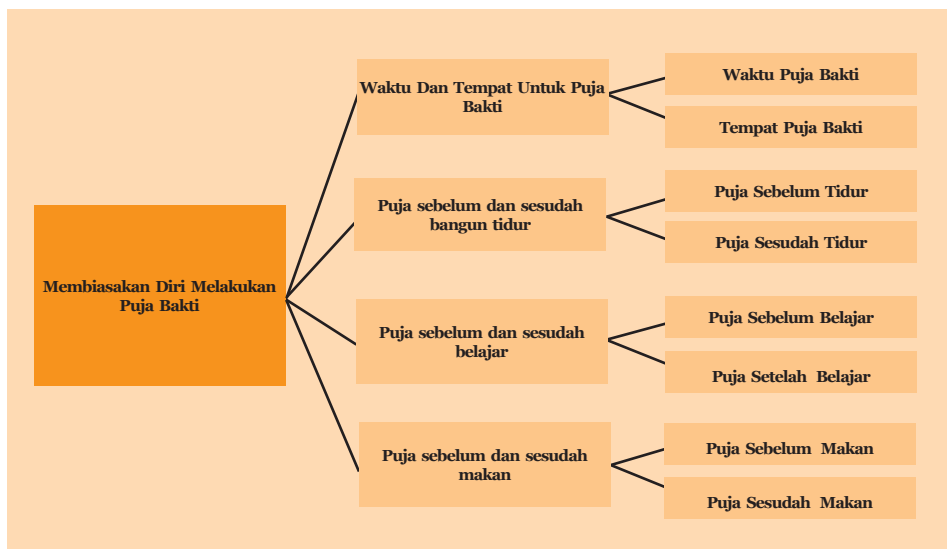 Membiasakan Diri Melakukan
Puja Bakti
Waktu Dan Tempat Untuk Puja
Bakti
Waktu Puja Bakti
Tempat Puja Bakti
Puja sebelum dan sesudah
bangun tidur
Puja Sebelum Tidur
Puja Sesudah Tidur
Puja sebelum dan sesudah
belajar
Puja Sebelum Belajar
Puja Setelah Belajar
Puja sebelum dan sesudah
makan
Puja Sebelum Makan
Puja Sesudah Makan